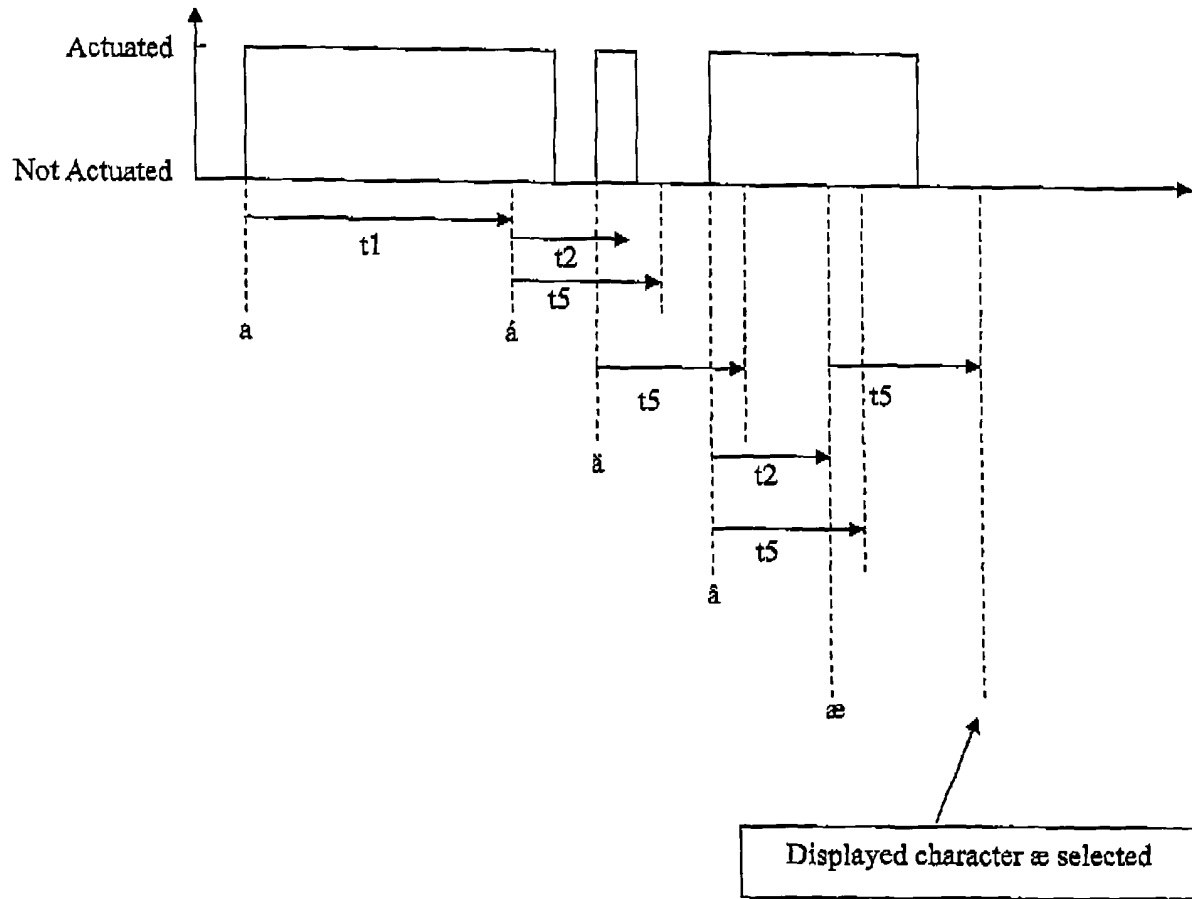 Actuated
Not Actuated
t1
t2
t5
a
á
t5
t5
ä
t2
t5
â
æ
Displayed character æ selected